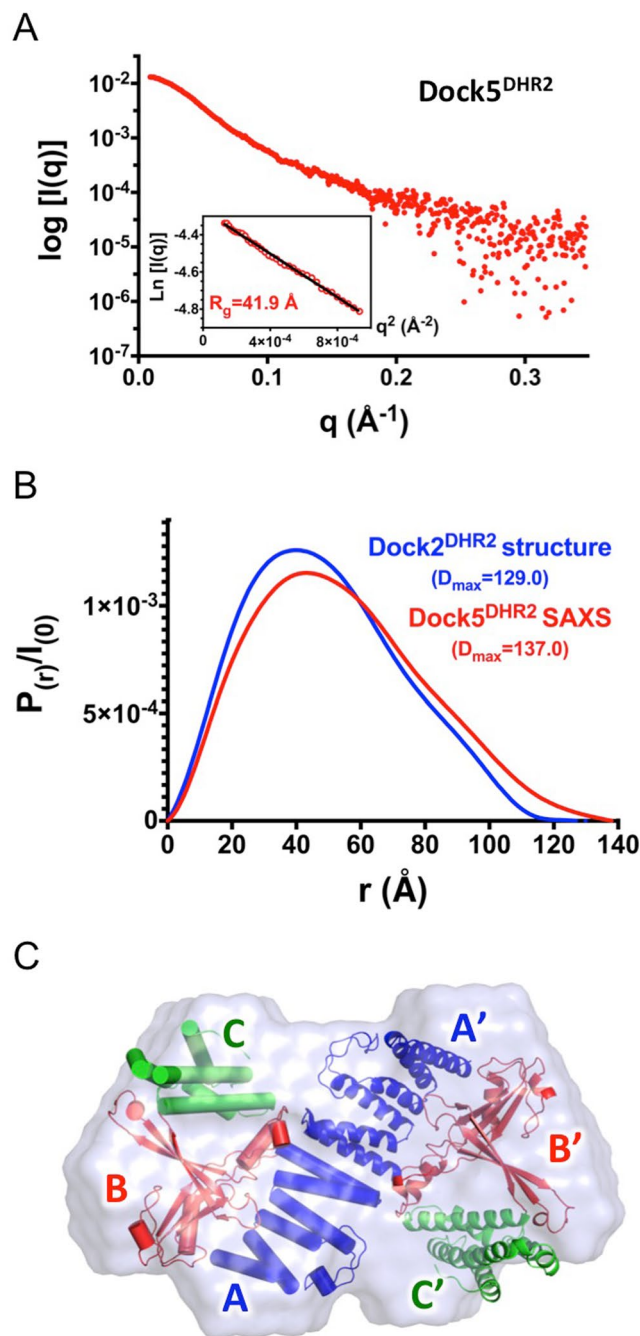 A
Dock5DHR2
log [I(q)]
10-2
10-3
10-4
10-5
10-6
10-7
0.0
0.1
0.2
0.3
q (Å-1)
Ln [I(q)]
-4.4
-4.6
-4.8
Rg=41.9 Å
q2 (Å-2)
0
4×10-4
8×10-4
B
Dock2DHR2 structure
(Dmax=129.0)
Dock5DHR2 SAXS
(Dmax=137.0)
P(r)/I(0)
1×10-3
5×10-4
0
0
20
40
60
80
100
120
140
r (Å)
C
C
A'
B
B'
A
C'